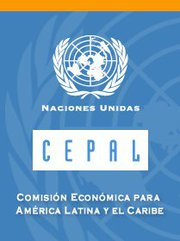 NACIONES UNIDAS
CEPAL
COMISIÓN ECONÓMICA PARA
AMÉRICA LATINA Y EL CARIBE